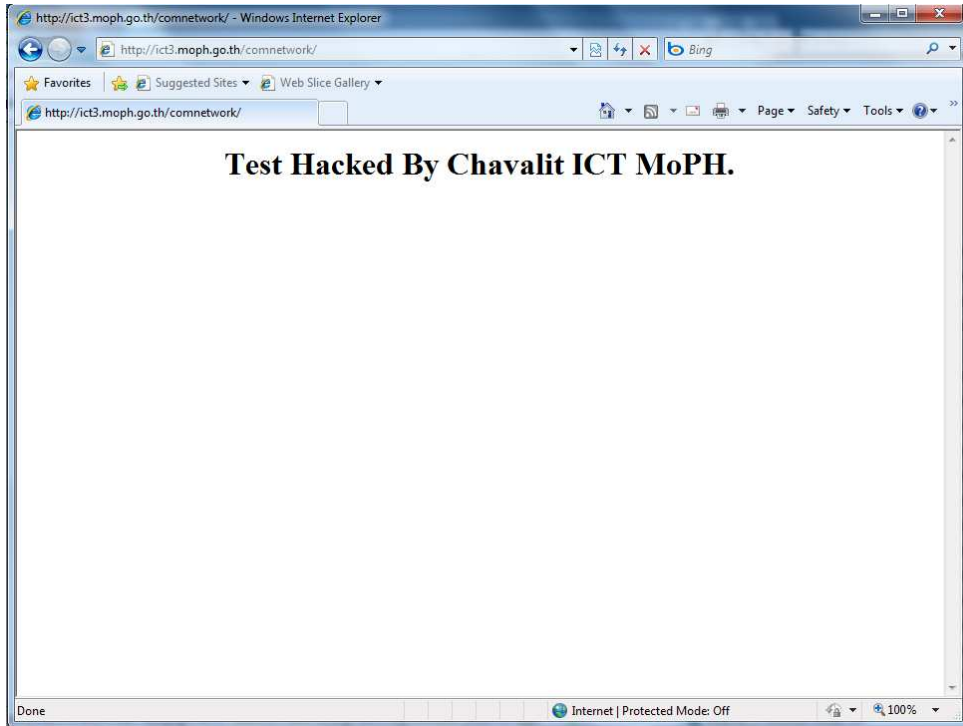 http://ict3.moph.go.th/comnetwork/ - Windows Internet Explorer
http://ict3.moph.go.th/comnetwork/
Bing
Favorites Suggested Sites Web Slice Gallery
http://ict3.moph.go.th/comnetwork/
Page Safety Tools
Test Hacked By Chavalit ICT MoPH.
Done
Internet | Protected Mode: Off
100%